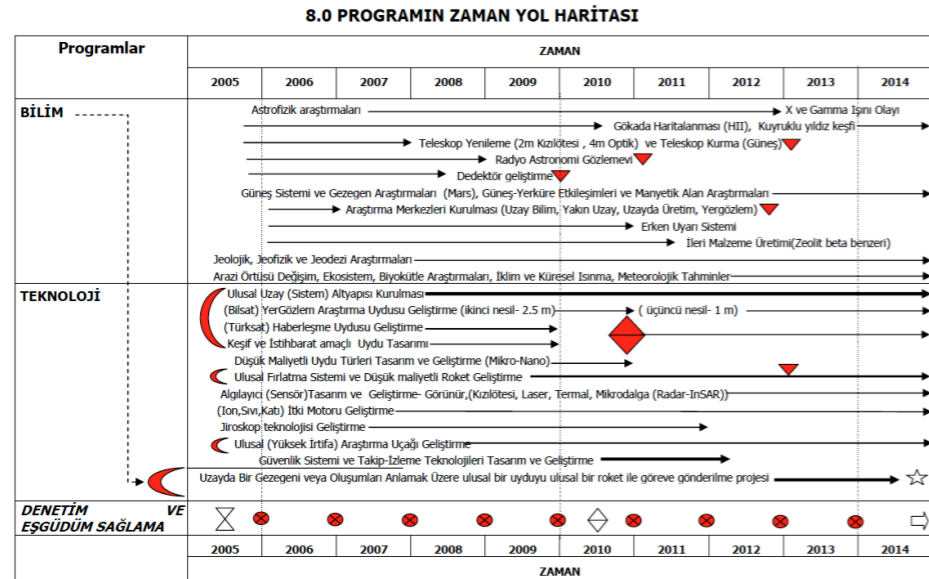 8.0 PROGRAMIN ZAMAN YOL HARİTASI
Programlar
ZAMAN
2005 2006 2007 2008 2009 2010 2011 2012 2013 2014
BİLİM
Astrofizik araştırmaları X ve Gamma Işını Olayı
Gökada Haritalanması (HII), Kuyruklu yıldız keşfi
Teleskop Yenileme (2m Kızılötesi , 4m Optik) ve Teleskop Kurma (Güneş)
Radyo Astronomi Gözlemevi
Dedektör geliştirme
Güneş Sistemi ve Gezegen Araştırmaları (Mars), Güneş-Yerküre Etkileşimleri ve Manyetik Alan Araştırmaları
Araştırma Merkezleri Kurulması (Uzay Bilim, Yakın Uzay, Uzayda Üretim, Yergözlem)
Erken Uyarı Sistemi
İleri Malzeme Üretimi(Zeolit beta benzeri)
Jeolojik, Jeofizik ve Jeodezi Araştırmaları
Arazi Örtüsü Değişim, Ekosistem, Biyokütle Araştırmaları, İklim ve Küresel Isınma, Meteorolojik Tahminler
TEKNOLOJİ
Ulusal Uzay (Sistem) Altyapısı Kurulması
(Bilsat) YerGözlem Araştırma Uydusu Geliştirme (ikinci nesil- 2.5 m) ( üçüncü nesil- 1 m)
(Türksat) Haberleşme Uydusu Geliştirme
Keşif ve İstihbarat amaçlı Uydu Tasarımı
Düşük Maliyetli Uydu Türleri Tasarım ve Geliştirme (Mikro-Nano)
Ulusal Fırlatma Sistemi ve Düşük maliyetli Roket Geliştirme
Algılayıcı (Sensör)Tasarım ve Geliştirme- Görünür,(Kızılötesi, Laser, Termal, Mikrodalga (Radar-InSAR))
(Ion,Sıvı,Katı) İtki Motoru Geliştirme
Jiroskop teknolojisi Geliştirme
Ulusal (Yüksek İrtifa) Araştırma Uçağı Geliştirme
Güvenlik Sistemi ve Takip-İzleme Teknolojileri Tasarım ve Geliştirme
Uzayda Bir Gezegeni veya Oluşumları Anlamak Üzere ulusal bir uyduyu ulusal bir roket ile göreve gönderilme projesi
DENETİM VE
EŞGÜDÜM SAĞLAMA
2005 2006 2007 2008 2009 2010 2011 2012 2013 2014
ZAMAN